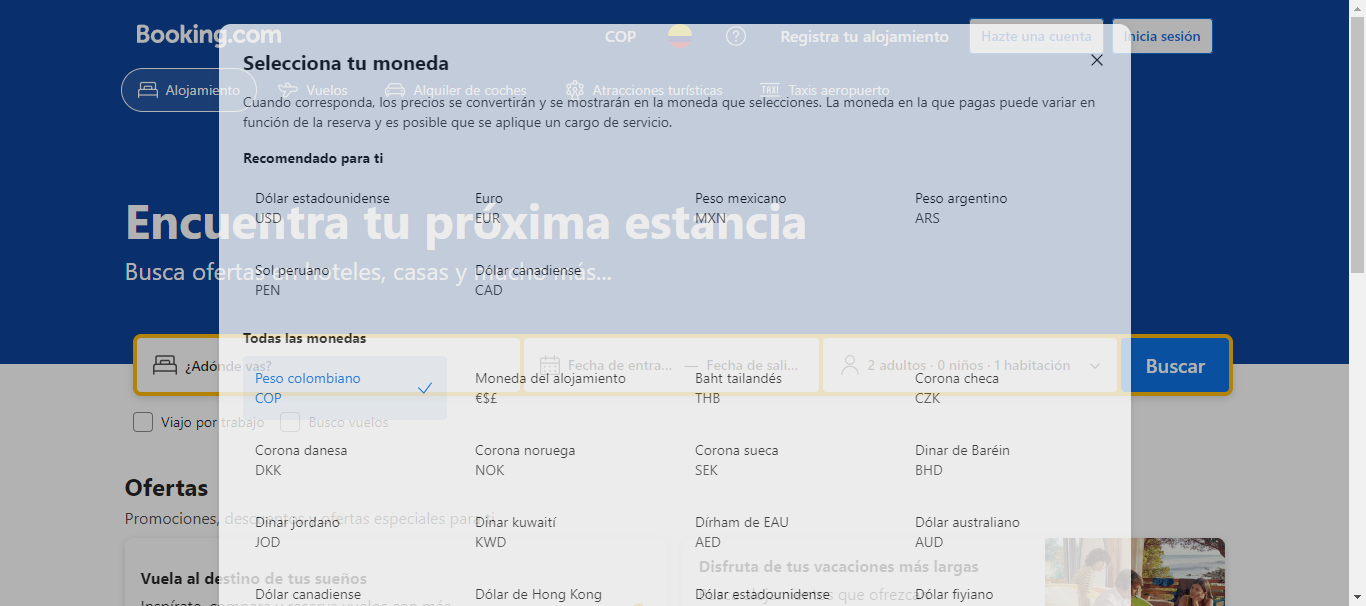 Booking.com
COP
Registra tu alojamiento
Hazte una cuenta
Inicia sesión
Selecciona tu moneda
Alojamiento
Vuelos
Alquiler de coches
Atracciones turísticas
TAXI
Taxis aeropuerto
Cuando corresponda, los precios se convertirán y se mostrarán en la moneda que selecciones. La moneda en la que pagas puede variar en
función de la reserva y es posible que se aplique un cargo de servicio.
Recomendado para ti
Dólar estadounidense
USD
Euro
EUR
Peso mexicano
MXN
Peso argentino
ARS
Encuentra tu próxima estancia
Busca ofertas en hoteles, casas y mucho más...
Sol peruano
PEN
Dólar canadiense
CAD
Todas las monedas
¿Adónde vas?
Fecha de entra... — Fecha de sali...
2 adultos · 0 niños · 1 habitación
Buscar
Peso colombiano
COP
Moneda del alojamiento
€$£
Baht tailandés
THB
Corona checa
CZK
Viajo por trabajo
Busco vuelos
Corona danesa
DKK
Corona noruega
NOK
Corona sueca
SEK
Dinar de Baréin
BHD
Ofertas
Promociones, descuentos y ofertas especiales para ti
Dinar jordano
JOD
Dinar kuwaití
KWD
Dírham de EAU
AED
Dólar australiano
AUD
Vuela al destino de tus sueños
Disfruta de tus vacaciones más largas
Dólar canadiense
Dólar de Hong Kong
Dólar estadounidense
Dólar fiyiano